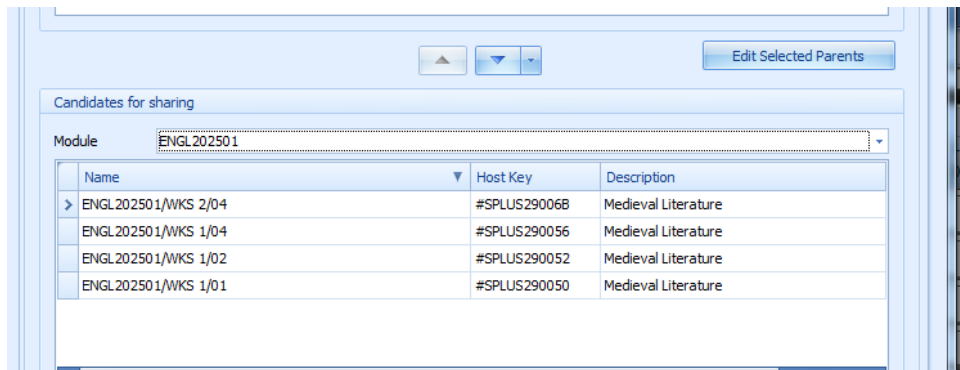 Edit Selected Parents
Candidates for sharing
Module ENGL202501
Name Host Key Description
ENGL202501/WKS 2/04 #SPLUS29006B Medieval Literature
ENGL202501/WKS 1/04 #SPLUS290056 Medieval Literature
ENGL202501/WKS 1/02 #SPLUS290052 Medieval Literature
ENGL202501/WKS 1/01 #SPLUS290050 Medieval Literature